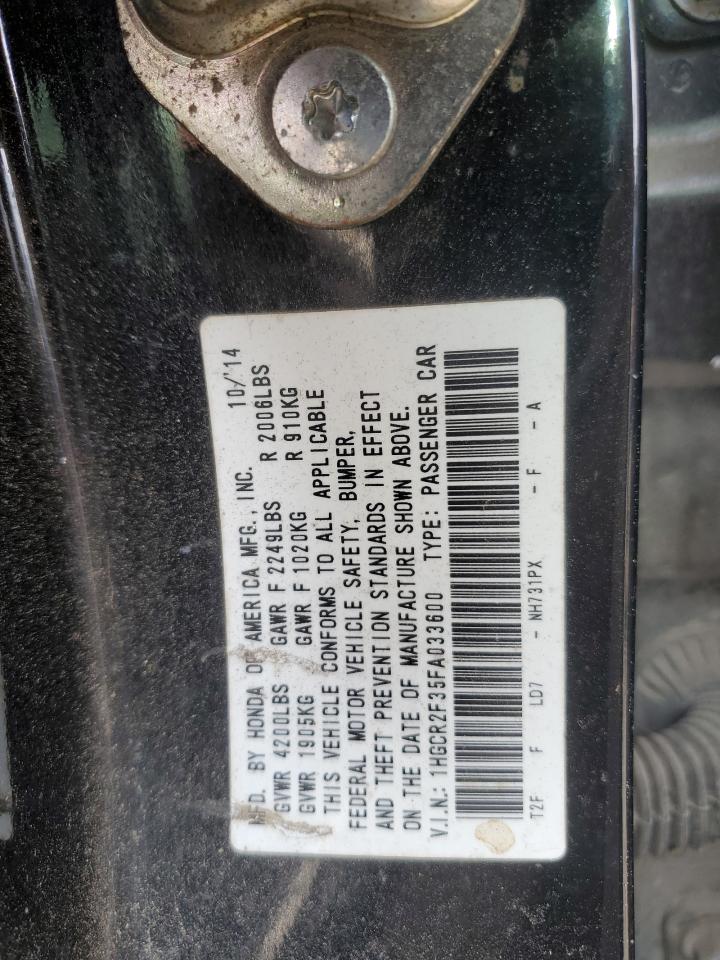 MFD. BY HONDA OF AMERICA MFG., INC. 10/'14
GVWR 4200LBS GAWR F 2249LBS R 2006LBS
GVWR 1905KG GAWR F 1020KG R 910KG
THIS VEHICLE CONFORMS TO ALL APPLICABLE
FEDERAL MOTOR VEHICLE SAFETY, BUMPER,
AND THEFT PREVENTION STANDARDS IN EFFECT
ON THE DATE OF MANUFACTURE SHOWN ABOVE.
V.I.N.: 1HGCR2F35FA033600 TYPE: PASSENGER CAR
T2F F LD7 - NH731PX - F - A